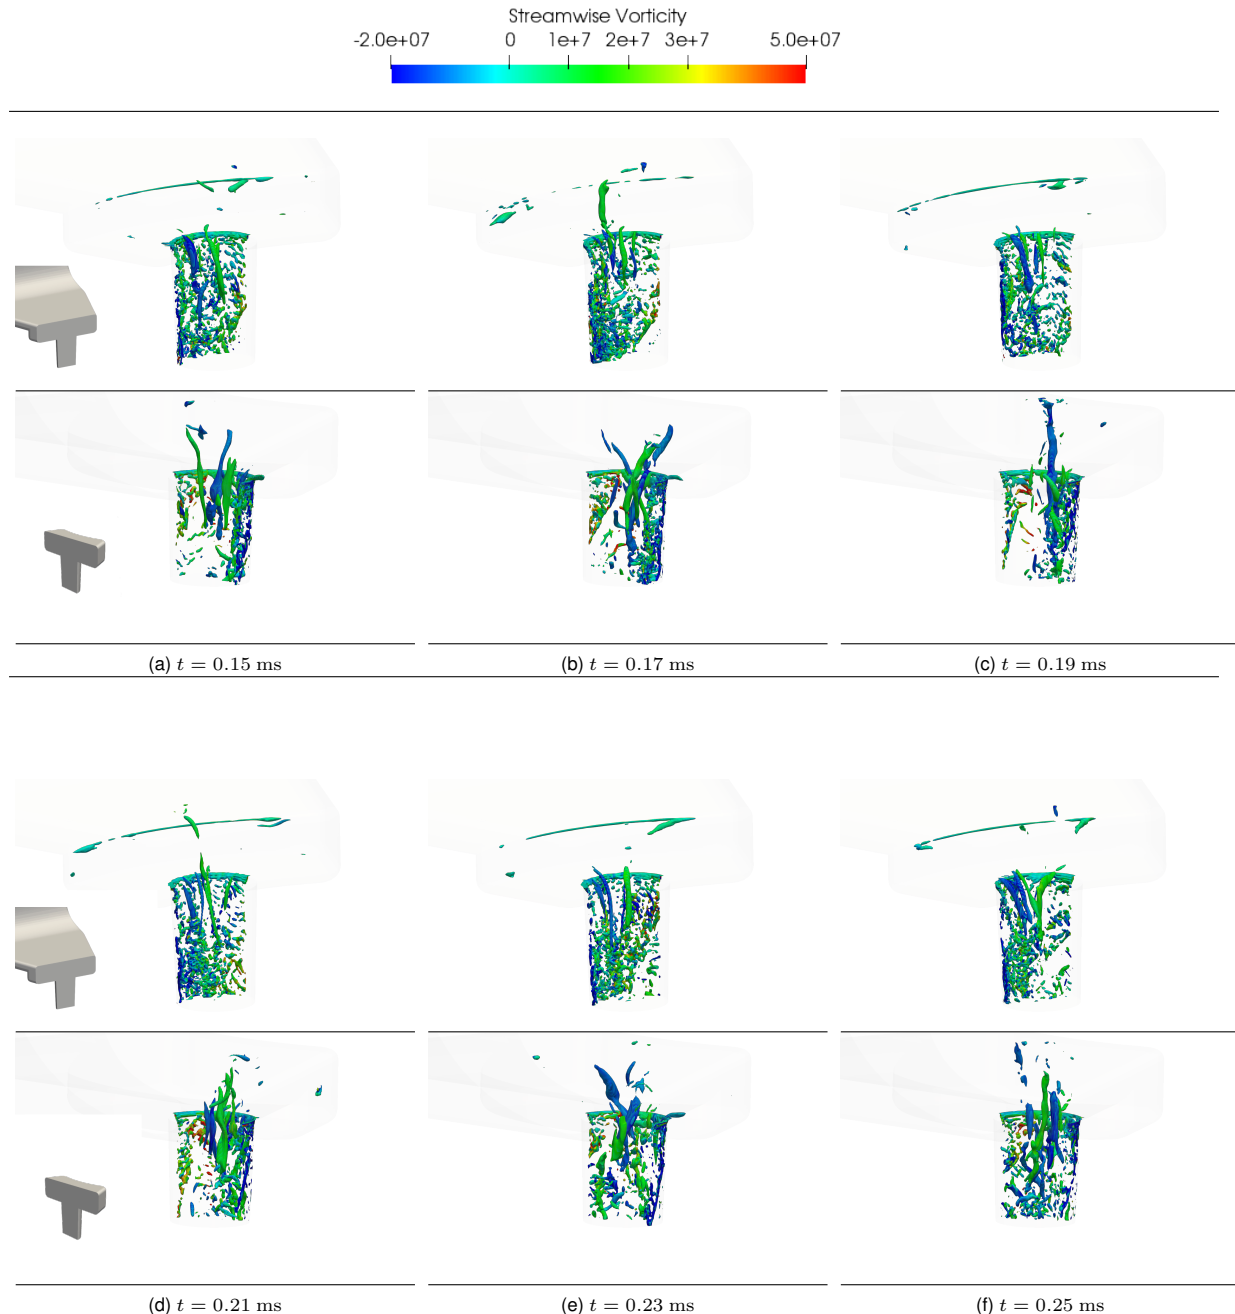 Streamwise Vorticity
-2.0e+07 0 1e+7 2e+7 3e+7 5.0e+07
(a) t = 0.15 ms
(b) t = 0.17 ms
(c) t = 0.19 ms
(d) t = 0.21 ms
(e) t = 0.23 ms
(f) t = 0.25 ms